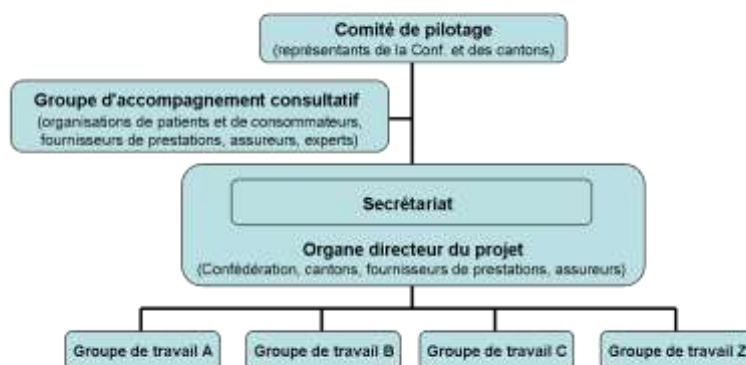 Comité de pilotage
(représentants de la Conf. et des cantons)
Groupe d'accompagnement consultatif
(organisations de patients et de consommateurs,
fournisseurs de prestations, assureurs, experts)
Secrétariat
Organe directeur du projet
(Confédération, cantons, fournisseurs de prestations, assureurs)
Groupe de travail A
Groupe de travail B
Groupe de travail C
Groupe de travail Z